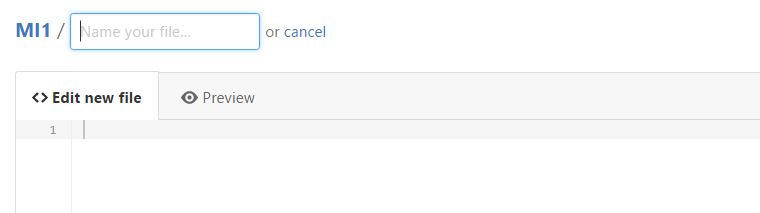 MI1 / Name your file... or cancel
<> Edit new file Preview
1